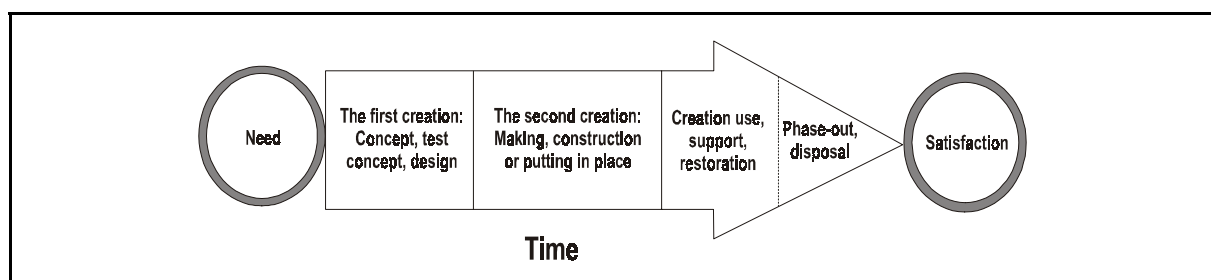 Need
The first creation:
Concept, test
concept, design
The second creation:
Making, construction
or putting in place
Creation use,
support,
restoration
Phase-out,
disposal
Satisfaction
Time